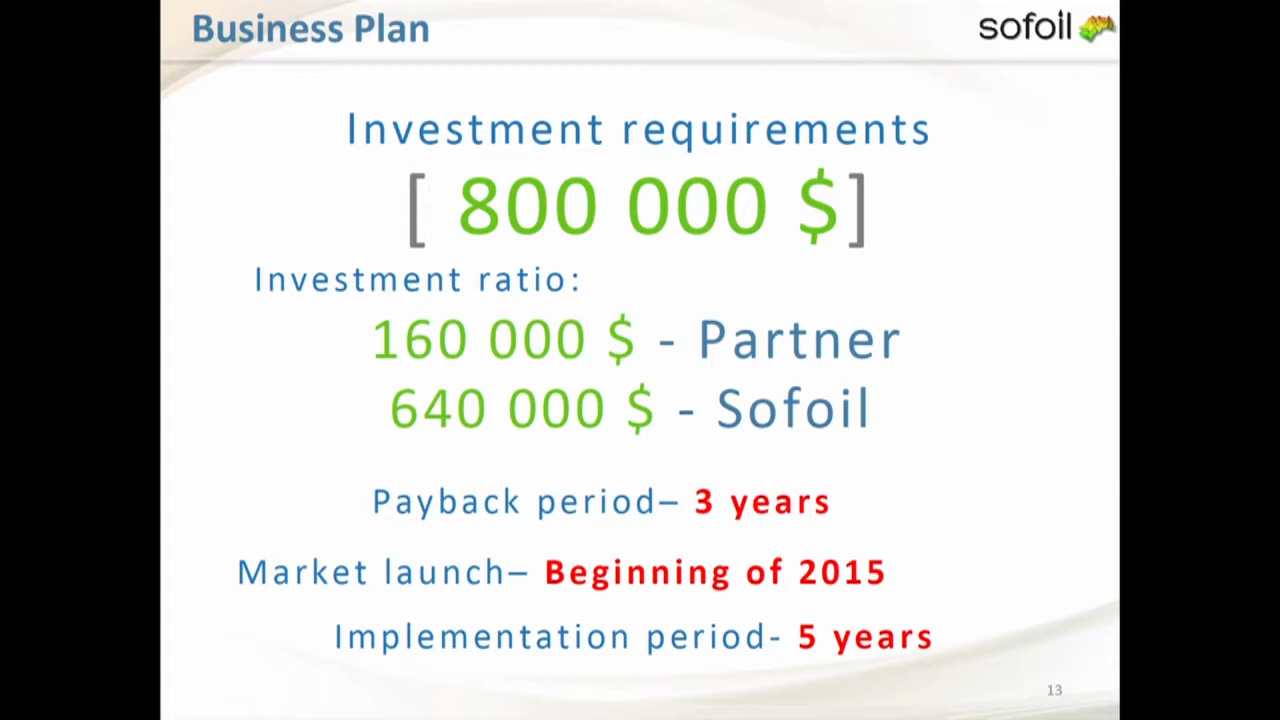 Business Plan
sofoil
Investment requirements
[ 800 000 $]
Investment ratio:
160 000 $ - Partner
640 000 $ - Sofoil
Payback period– 3 years
Market launch– Beginning of 2015
Implementation period- 5 years
13